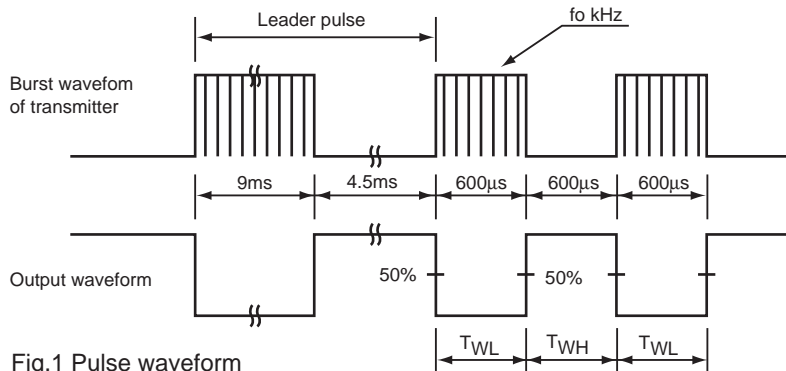 Leader pulse
fo kHz
Burst wavefom
of transmitter
9ms
4.5ms
600μs
600μs
600μs
Output waveform
50%
50%
TWL
TWH
TWL
Fig.1 Pulse waveform